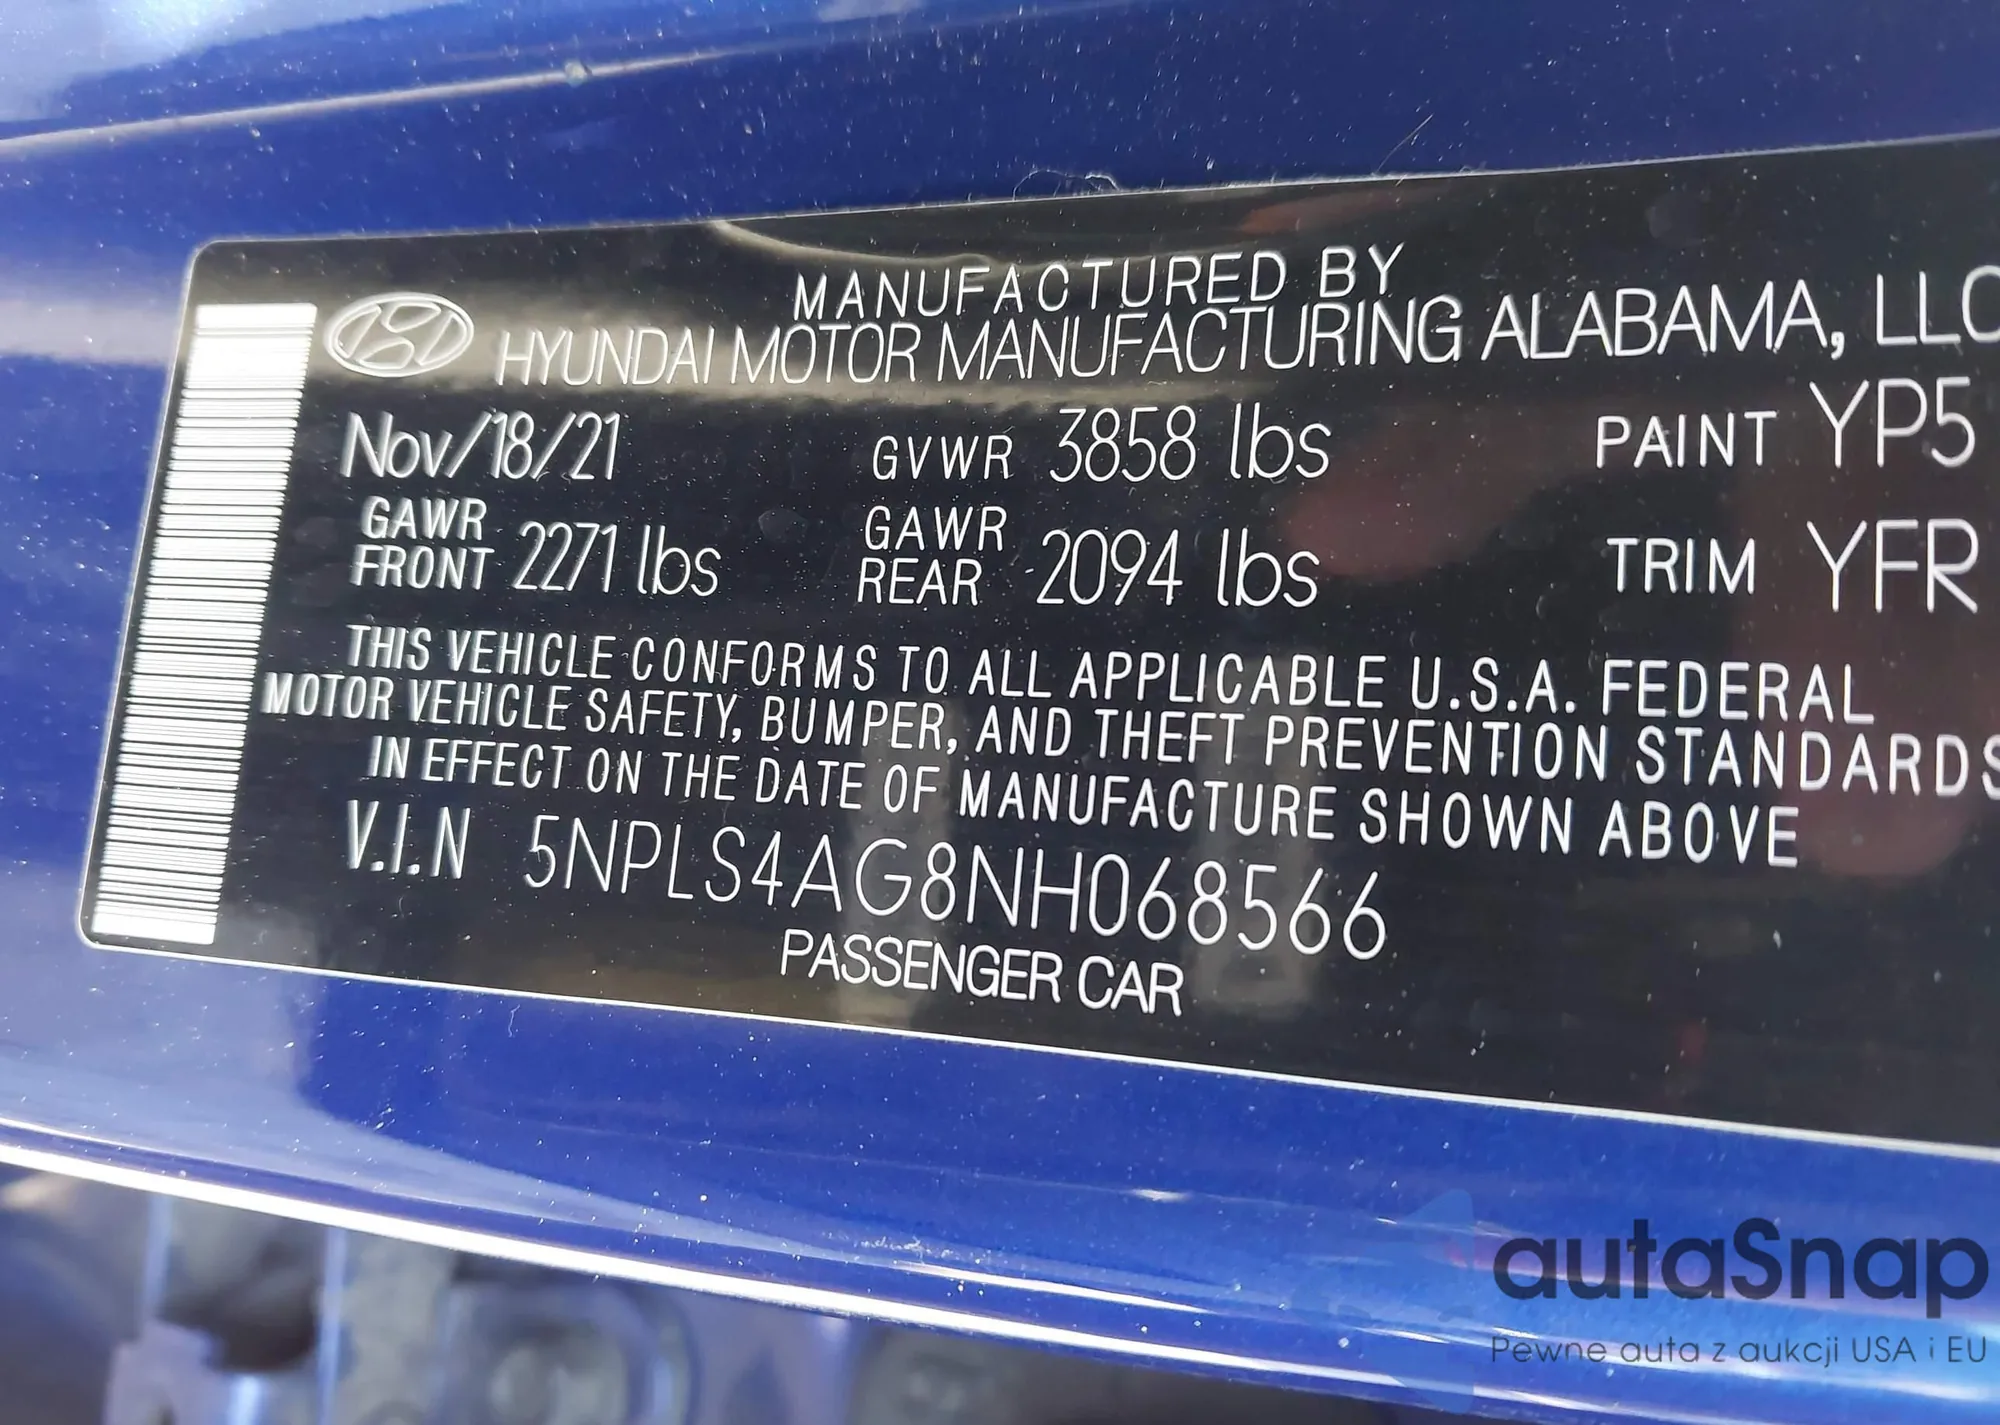 MANUFACTURED BY
HYUNDAI MOTOR MANUFACTURING ALABAMA, LLC
Nov/18/21 GVWR 3858 lbs PAINT YP5
GAWR FRONT 2271 lbs GAWR REAR 2094 lbs TRIM YFR
THIS VEHICLE CONFORMS TO ALL APPLICABLE U.S.A. FEDERAL
MOTOR VEHICLE SAFETY, BUMPER, AND THEFT PREVENTION STANDARDS
IN EFFECT ON THE DATE OF MANUFACTURE SHOWN ABOVE
V.I.N 5NPLS4AG8NH068566
PASSENGER CAR
autaSnap
Pewne auta z aukcji USA i EU